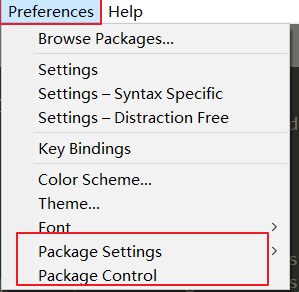 Preferences Help
Browse Packages...
Settings
Settings – Syntax Specific
Settings – Distraction Free
Key Bindings
Color Scheme...
Theme...
Font
Package Settings
Package Control